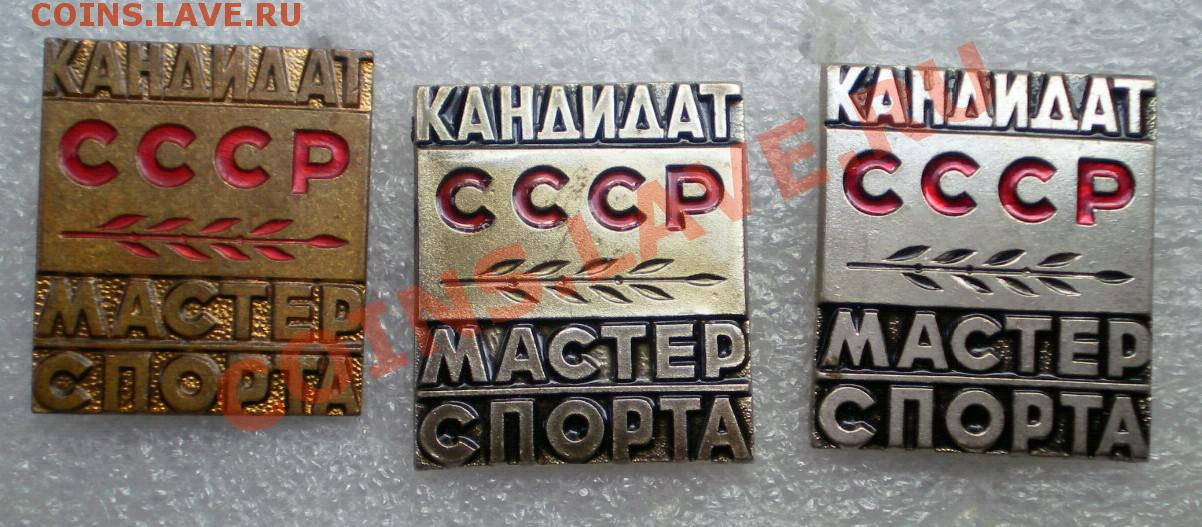 COINS.LAVE.RU
КАНДИДАТ
СССР
МАСТЕР
СПОРТА
КАНДИДАТ
СССР
МАСТЕР
СПОРТА
КАНДИДАТ
СССР
МАСТЕР
СПОРТА
COINS.LAVE.RU